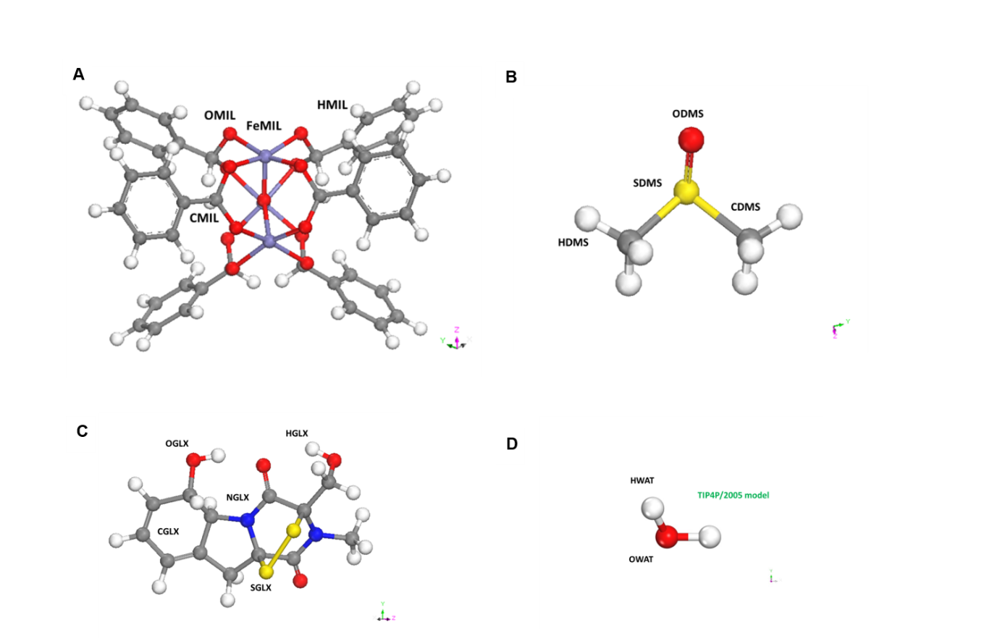 A
B
OMIL
FeMIL
HMIL
CMIL
Z
Y
X
ODMS
SDMS
CDMS
HDMS
Y
Z
C
D
OGLX
HGLX
NGLX
CGLX
SGLX
Y
Z
HWAT
TIP4P/2005 model
OWAT
Y